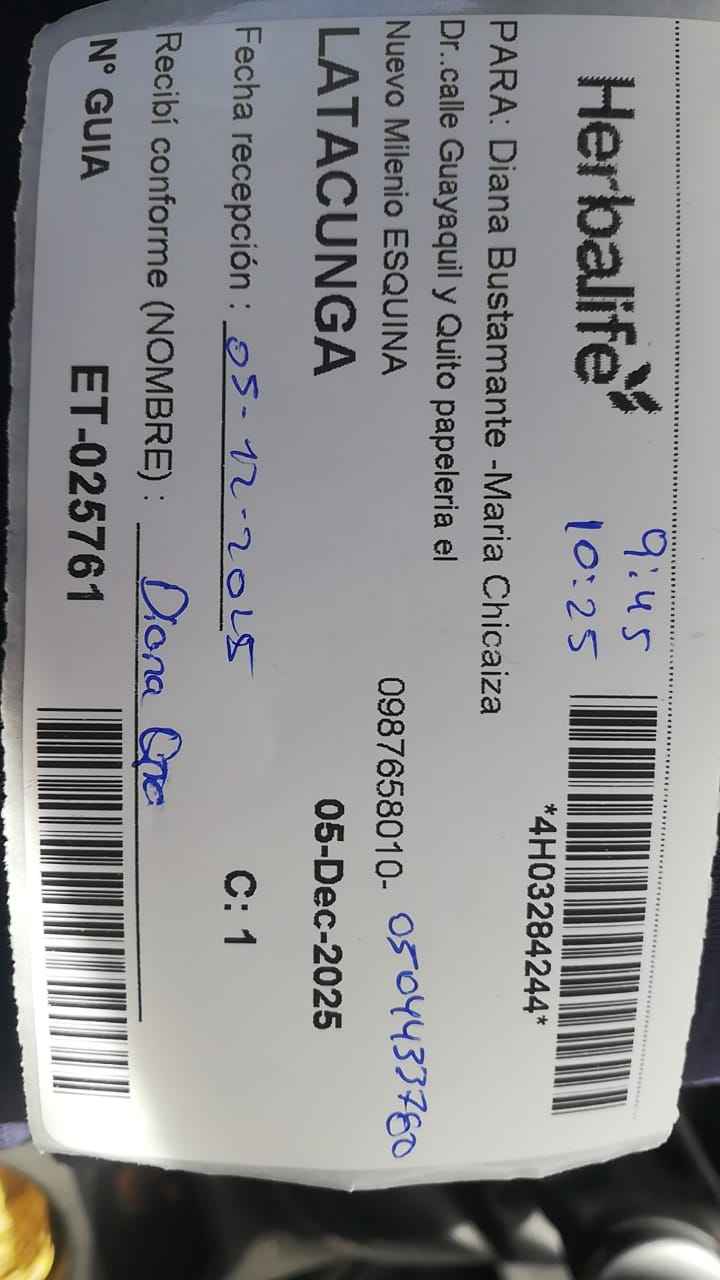 Herbalife
9:45
10:25
*4H03284244*
PARA: Diana Bustamante -Maria Chicaiza
Dr..calle Guayaquil y Quito papeleria el
Nuevo Milenio ESQUINA 0987658010- 0504433760
LATACUNGA 05-Dec-2025
Fecha recepción : 05-12-2025 C: 1
Recibí conforme (NOMBRE) : Diana
N° GUIA ET-025761